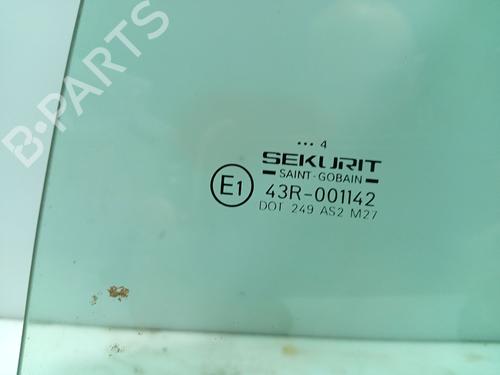 B-PARTS
... 4
SEKURIT
SAINT-GOBAIN
E1 43R-001142
DOT 249 AS2 M27